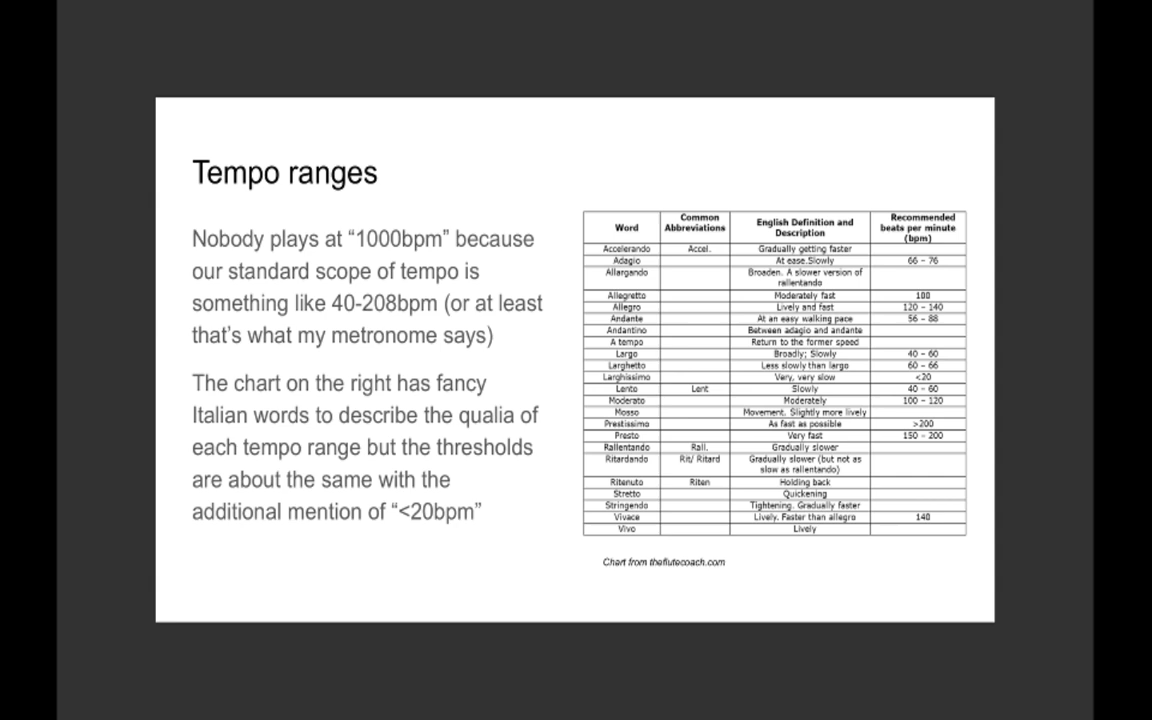 Tempo ranges
Nobody plays at “1000bpm” because
our standard scope of tempo is
something like 40-208bpm (or at least
that’s what my metronome says)
The chart on the right has fancy
Italian words to describe the qualia of
each tempo range but the thresholds
are about the same with the
additional mention of “<20bpm”
Word Common Abbreviations English Definition and Description Recommended beats per minute (bpm)
Accelerando Accel. Gradually getting faster
Adagio At ease.Slowly 66 - 76
Allargando Broaden. A slower version of rallentando
Allegretto Moderately fast 100
Allegro Lively and fast 120 - 140
Andante At an easy walking pace 56 - 88
Andantino Between adagio and andante
A tempo Return to the former speed
Largo Broadly; Slowly 40 - 60
Larghetto Less slowly than largo 60 - 66
Larghissimo Very, very slow <20
Lento Lent Slowly 40 - 60
Moderato Moderately 100 - 120
Mosso Movement. Slightly more lively
Prestissimo As fast as possible >200
Presto Very fast 150 - 200
Rallentando Rall. Gradually slower
Ritardando Rit/ Ritard Gradually slower (but not as slow as rallentando)
Ritenuto Riten Holding back
Stretto Quickening
Stringendo Tightening. Gradually faster
Vivace Lively. Faster than allegro 140
Vivo Lively
Chart from theflutecoach.com